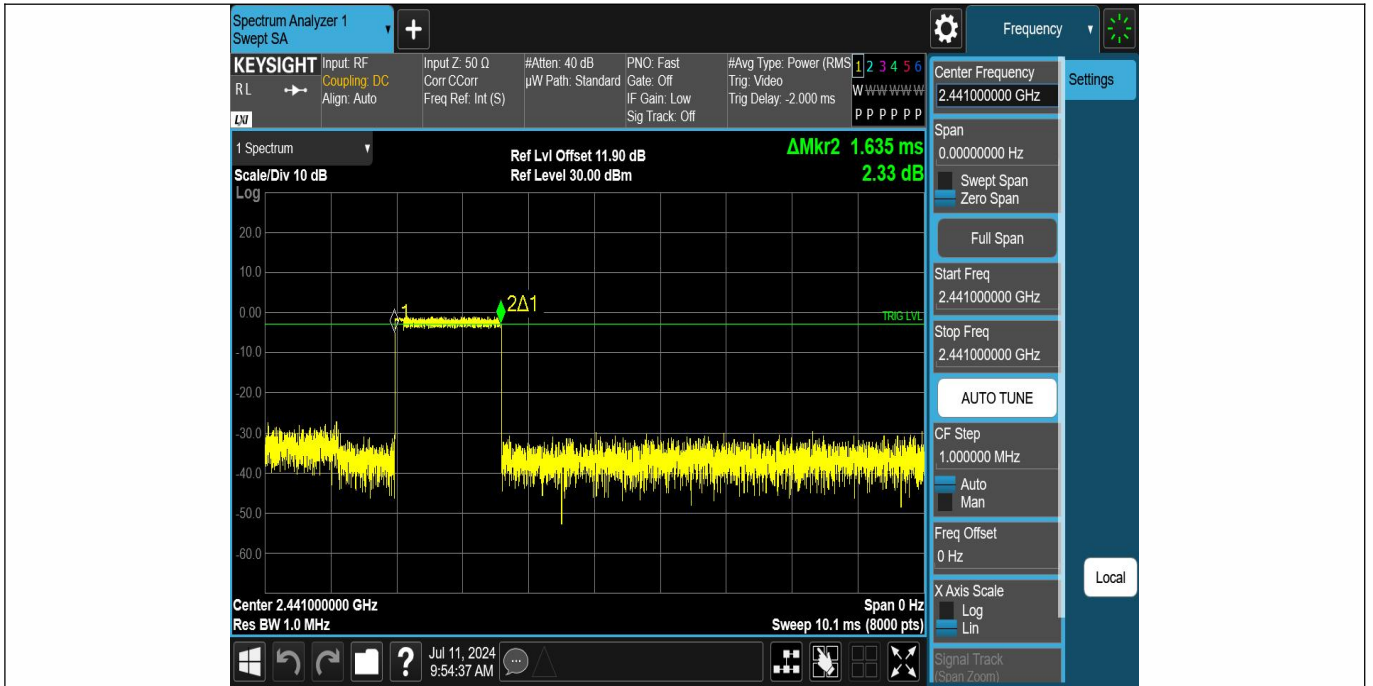 Spectrum Analyzer 1
Swept SA
+
Frequency
KEYSIGHT
RL
LXI
Input: RF
Coupling: DC
Align: Auto
Input Z: 50 Ω
Corr CCorr
Freq Ref: Int (S)
#Atten: 40 dB
µW Path: Standard
PNO: Fast
Gate: Off
IF Gain: Low
Sig Track: Off
#Avg Type: Power (RMS
Trig: Video
Trig Delay: -2.000 ms
1 2 3 4 5 6
W W W W W W
P P P P P P
Center Frequency
2.441000000 GHz
Settings
1 Spectrum
Scale/Div 10 dB
Ref Lvl Offset 11.90 dB
Ref Level 30.00 dBm
ΔMkr2 1.635 ms
2.33 dB
Log
20.0
10.0
0.00
-10.0
-20.0
-30.0
-40.0
-50.0
-60.0
1
2Δ1
TRIG LVL
Center 2.441000000 GHz
Res BW 1.0 MHz
Span 0 Hz
Sweep 10.1 ms (8000 pts)
Span
0.00000000 Hz
Swept Span
Zero Span
Full Span
Start Freq
2.441000000 GHz
Stop Freq
2.441000000 GHz
AUTO TUNE
CF Step
1.000000 MHz
Auto
Man
Freq Offset
0 Hz
X Axis Scale
Log
Lin
Signal Track
(Span Zoom)
Local
?
Jul 11, 2024
9:54:37 AM